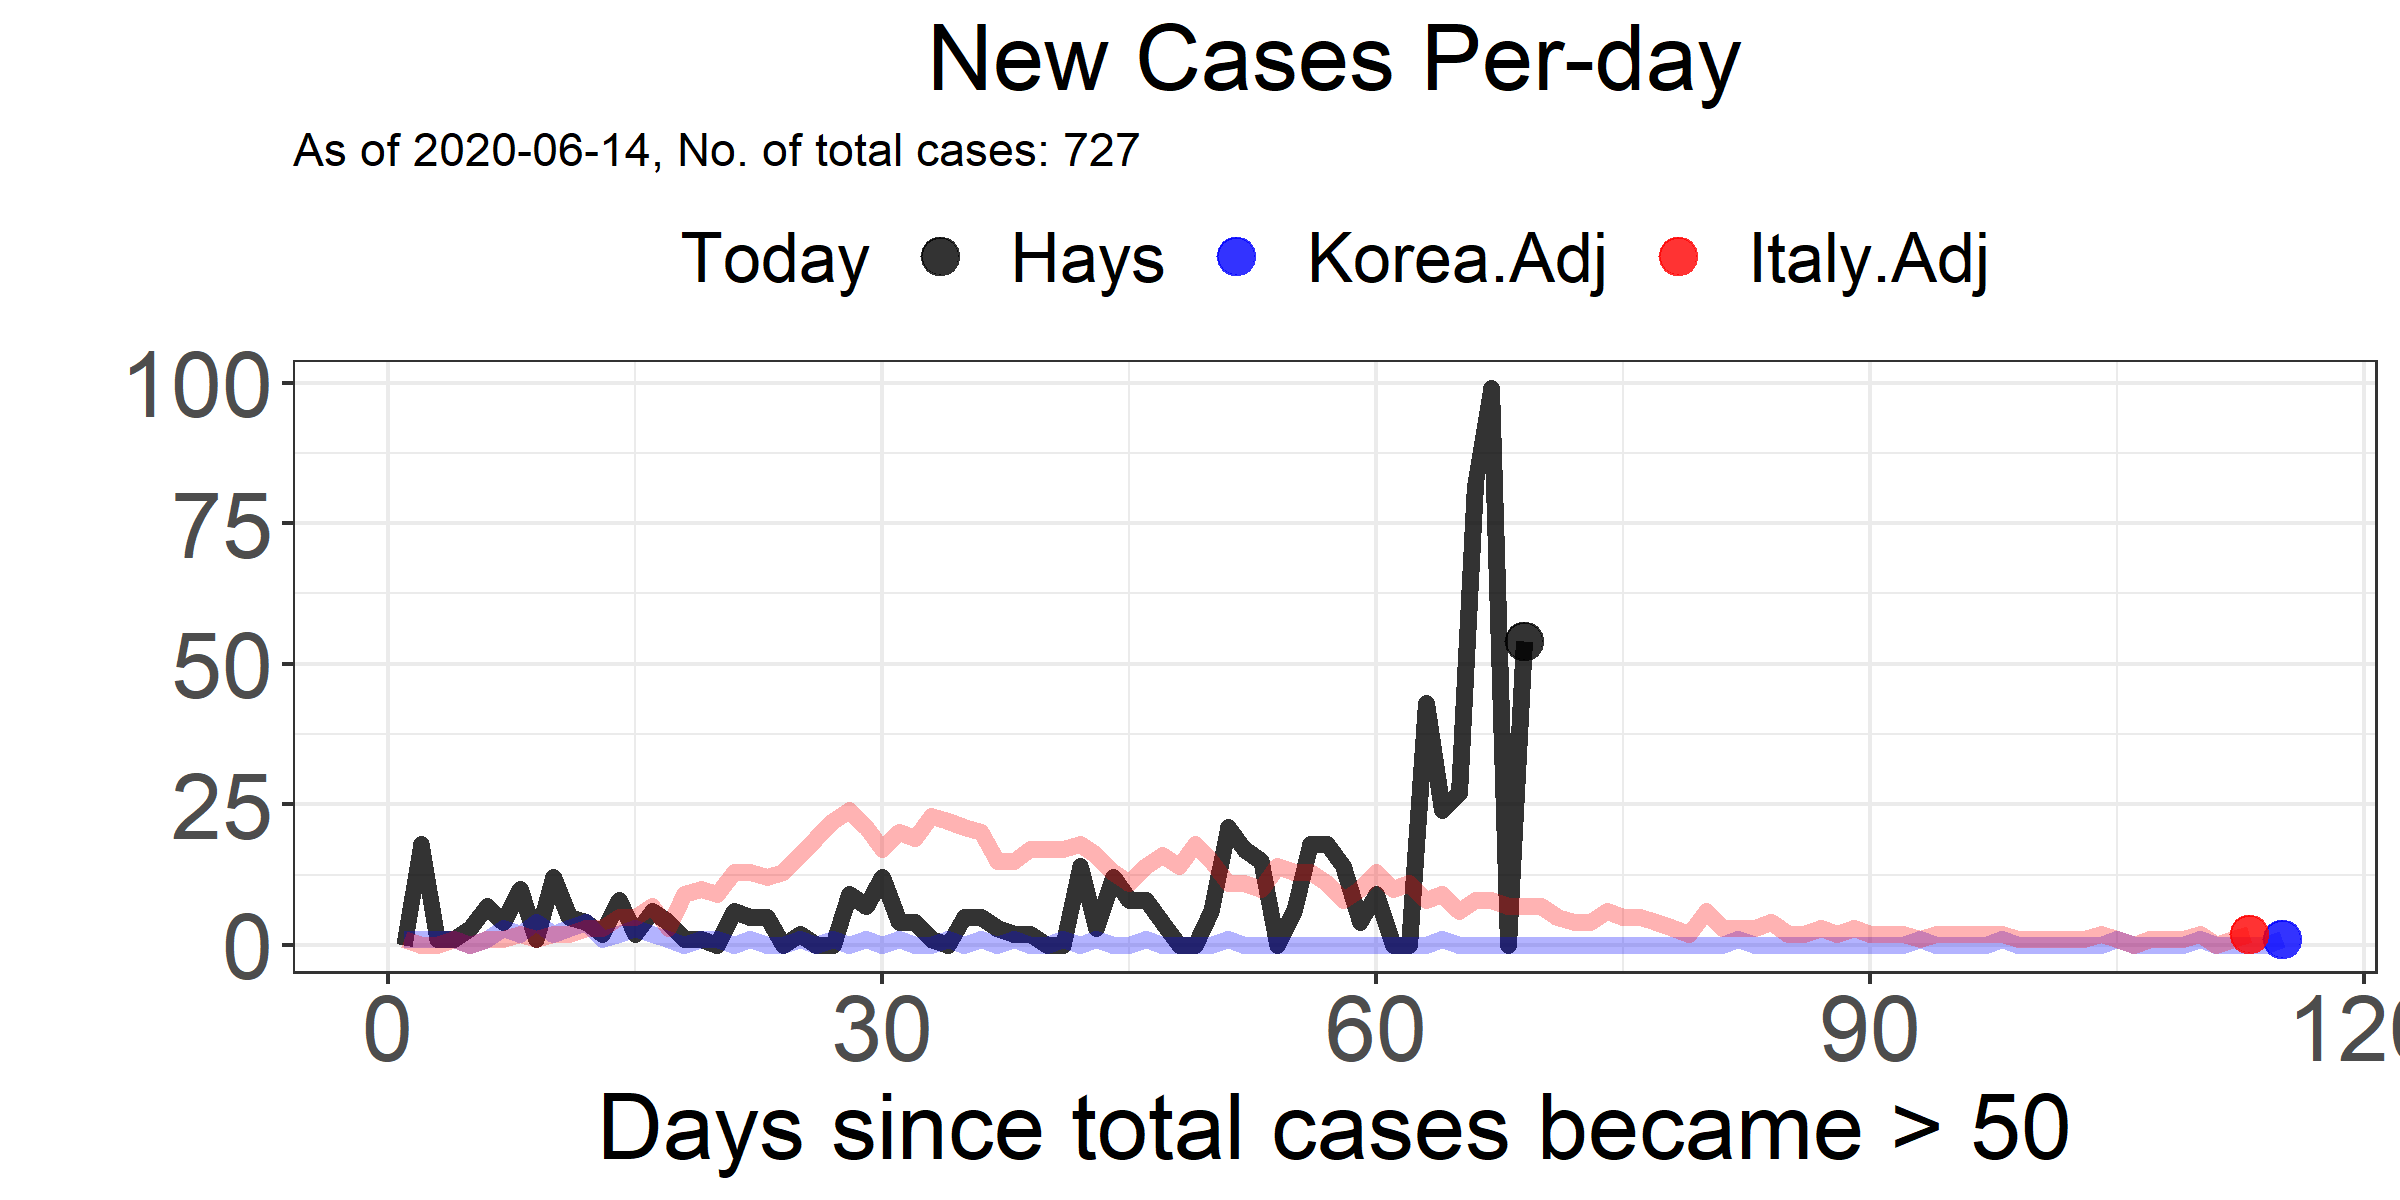 New Cases Per-day
As of 2020-06-14, No. of total cases: 727
Today Hays Korea.Adj Italy.Adj
100
75
50
25
0
0 30 60 90 120
Days since total cases became > 50